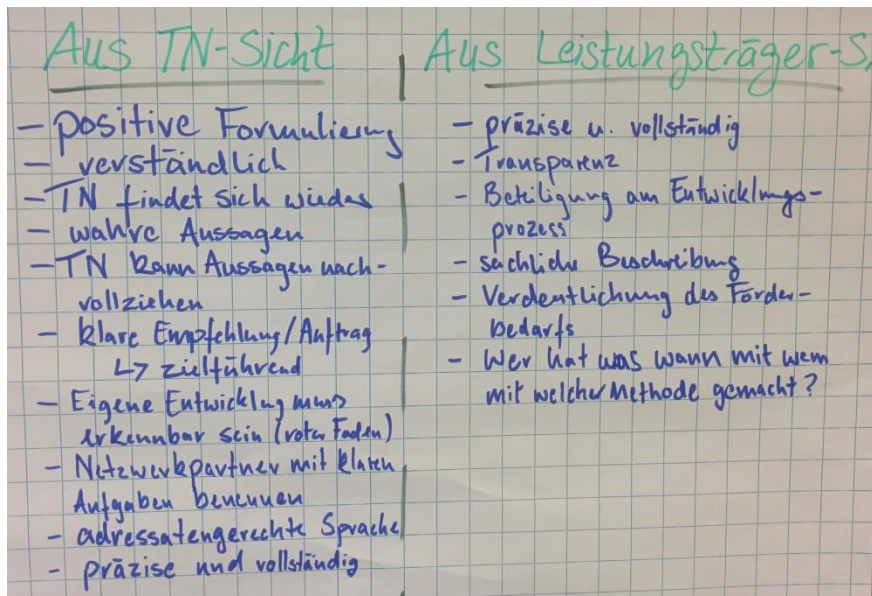 Aus TN-Sicht
- positive Formulierung
- verständlich
- TN findet sich wieder
- wahre Aussagen
- TN kann Aussagen nach-
vollziehen
- klare Empfehlung/Auftrag
↳ zielführend
- Eigene Entwicklung muss
erkennbar sein (roter Faden)
- Netzwerkpartner mit klaren
Aufgaben benennen
- adressatengerechte Sprache
- präzise und vollständig
Aus Leistungsträger-S.
- präzise u. vollständig
- Transparenz
- Beteiligung am Entwicklungs-
prozess
- sachliche Beschreibung
- Verdeutlichung des Förder-
bedarfs
- Wer hat was wann mit wem
mit welcher Methode gemacht?